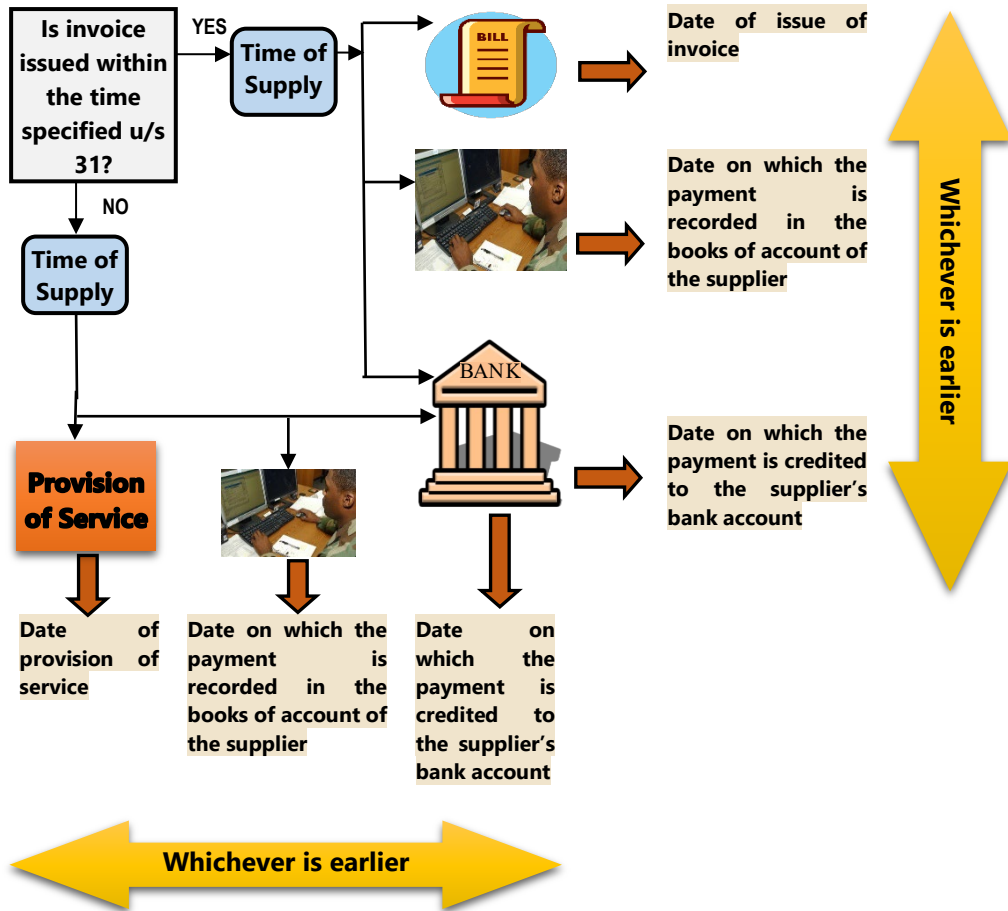 Is invoice
issued within
the time
specified u/s
31?
YES
Time of
Supply
BILL
Date of issue of
invoice
Date on which the
payment is
recorded in the
books of account of
the supplier
Whichever is earlier
NO
Time of
Supply
BANK
Date on which the
payment is credited
to the supplier's
bank account
Provision
of Service
Date of
provision of
service
Date on which the
payment is
recorded in the
books of account of
the supplier
Date on
which the
payment is
credited to
the supplier's
bank account
Whichever is earlier